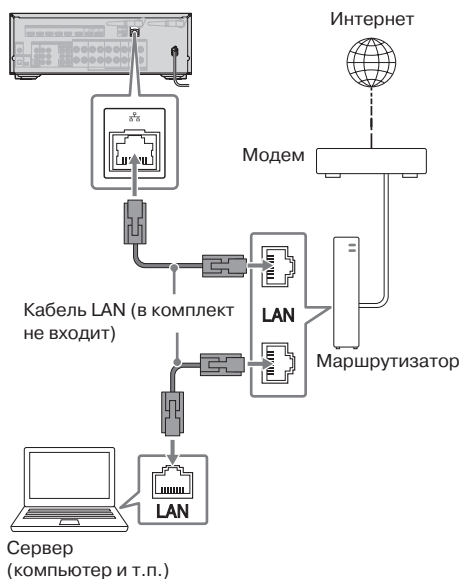 Интернет
Модем
Кабель LAN (в комплект
не входит)
LAN
Маршрутизатор
LAN
Сервер
(компьютер и т.п.)